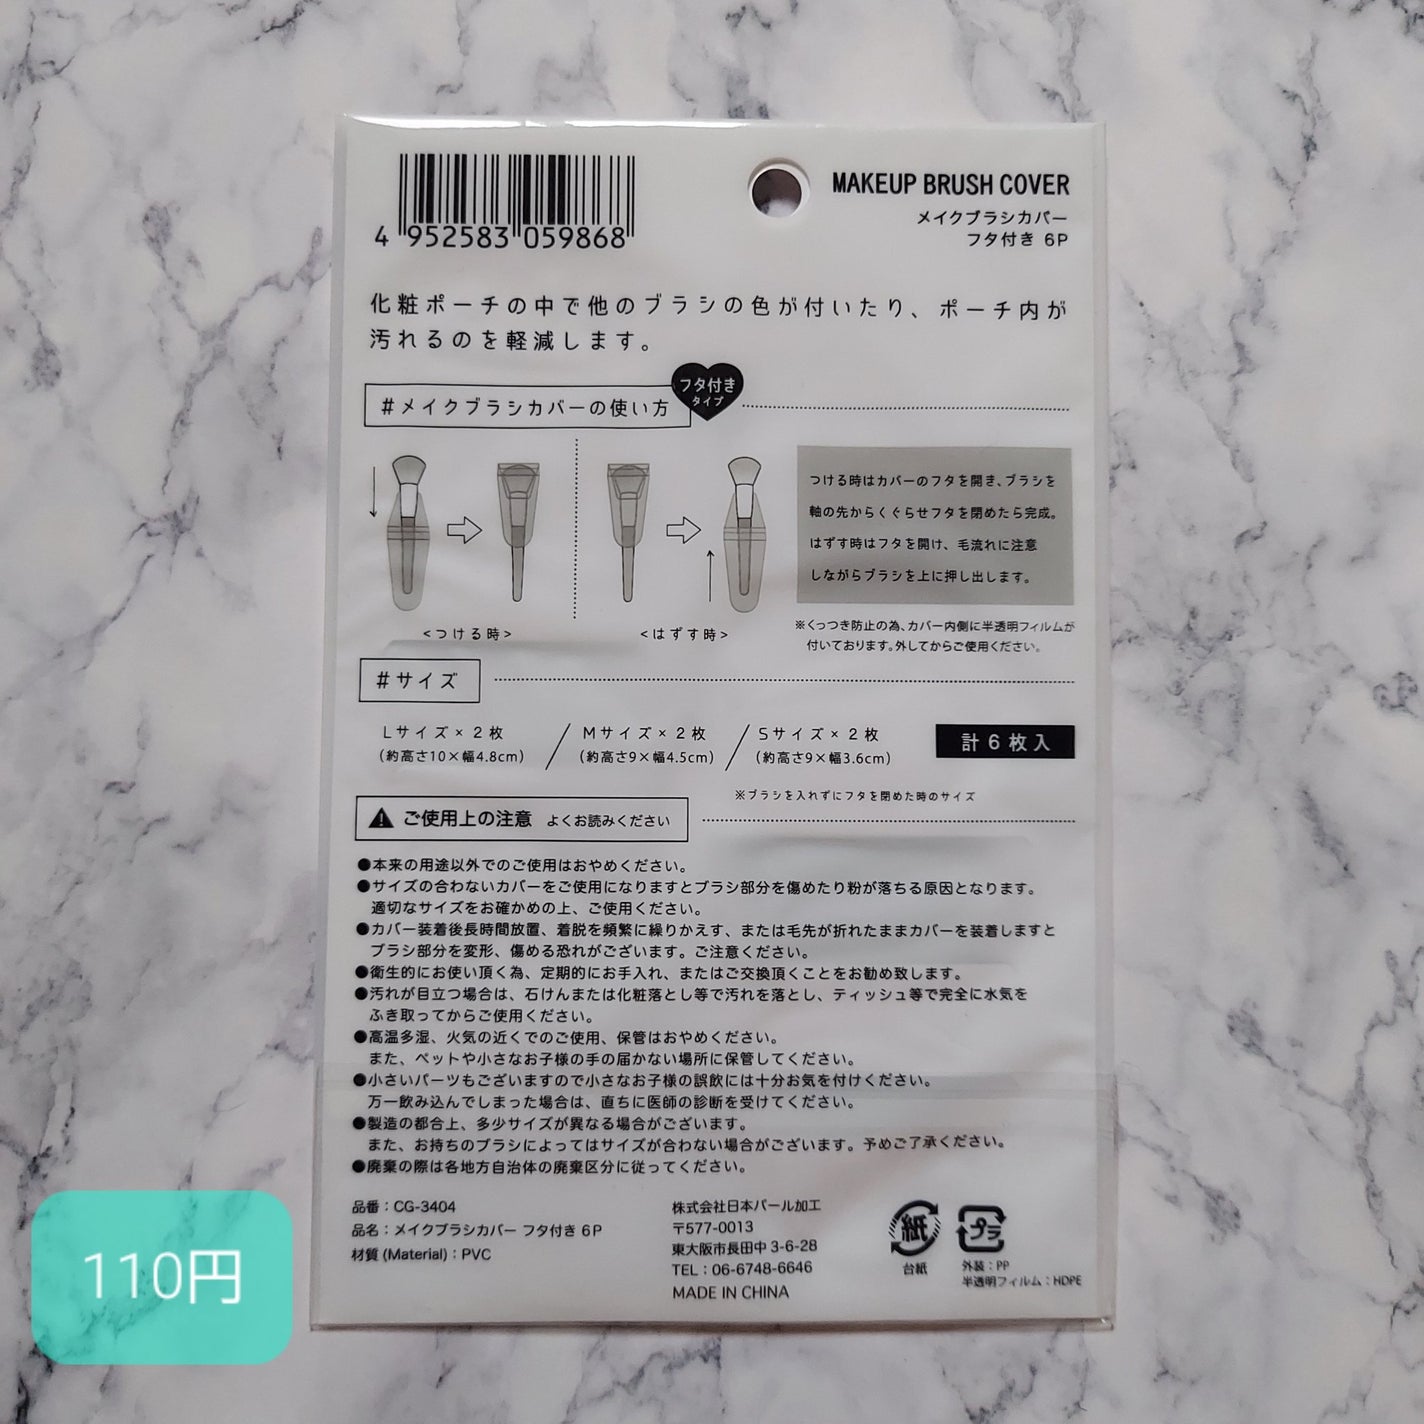 4 952583 059868
MAKEUP BRUSH COVER
メイクブラシカバー
フタ付き 6P
化粧ポーチの中で他のブラシの色が付いたり、ポーチ内が
汚れるのを軽減します。
#メイクブラシカバーの使い方
フタ付き
タイプ
<つける時>
<はずす時>
つける時はカバーのフタを開き、ブラシを
軸の先からくぐらせフタを閉めたら完成。
はずす時はフタを開け、毛流れに注意
しながらブラシを上に押し出します。
※くっつき防止の為、カバー内側に半透明フィルムが
付いております。外してからご使用ください。
#サイズ
Lサイズ×2枚 / Mサイズ×2枚 / Sサイズ×2枚
(約高さ10×幅4.8cm) (約高さ9×幅4.5cm) (約高さ9×幅3.6cm)
計6枚入
※ブラシを入れずにフタを閉めた時のサイズ
ご使用上の注意 よくお読みください
●本来の用途以外でのご使用はおやめください。
●サイズの合わないカバーをご使用になりますとブラシ部分を傷めたり粉が落ちる原因となります。
適切なサイズをお確かめの上、ご使用ください。
●カバー装着後長時間放置、着脱を頻繁に繰りかえす、または毛先が折れたままカバーを装着しますと
ブラシ部分を変形、傷める恐れがございます。ご注意ください。
●衛生的にお使い頂く為、定期的にお手入れ、またはご交換頂くことをお勧め致します。
●汚れが目立つ場合は、石けんまたは化粧落とし等で汚れを落とし、ティッシュ等で完全に水気を
ふき取ってからご使用ください。
●高温多湿、火気の近くでのご使用、保管はおやめください。
また、ペットや小さなお子様の手の届かない場所に保管してください。
●小さいパーツもございますので小さなお子様の誤飲には十分お気を付けください。
万一飲み込んでしまった場合は、直ちに医師の診断を受けてください。
●製造の都合上、多少サイズが異なる場合がございます。
また、お持ちのブラシによってはサイズが合わない場合がございます。予めご了承ください。
●廃棄の際は各地方自治体の廃棄区分に従ってください。
品番：CG-3404
品名：メイクブラシカバー フタ付き 6P
材質 (Material)：PVC
株式会社日本パール加工
〒577-0013
東大阪市長田中 3-6-28
TEL：06-6748-6646
MADE IN CHINA
紙
台紙
プラ
外装：PP
半透明フィルム：HDPE
110円